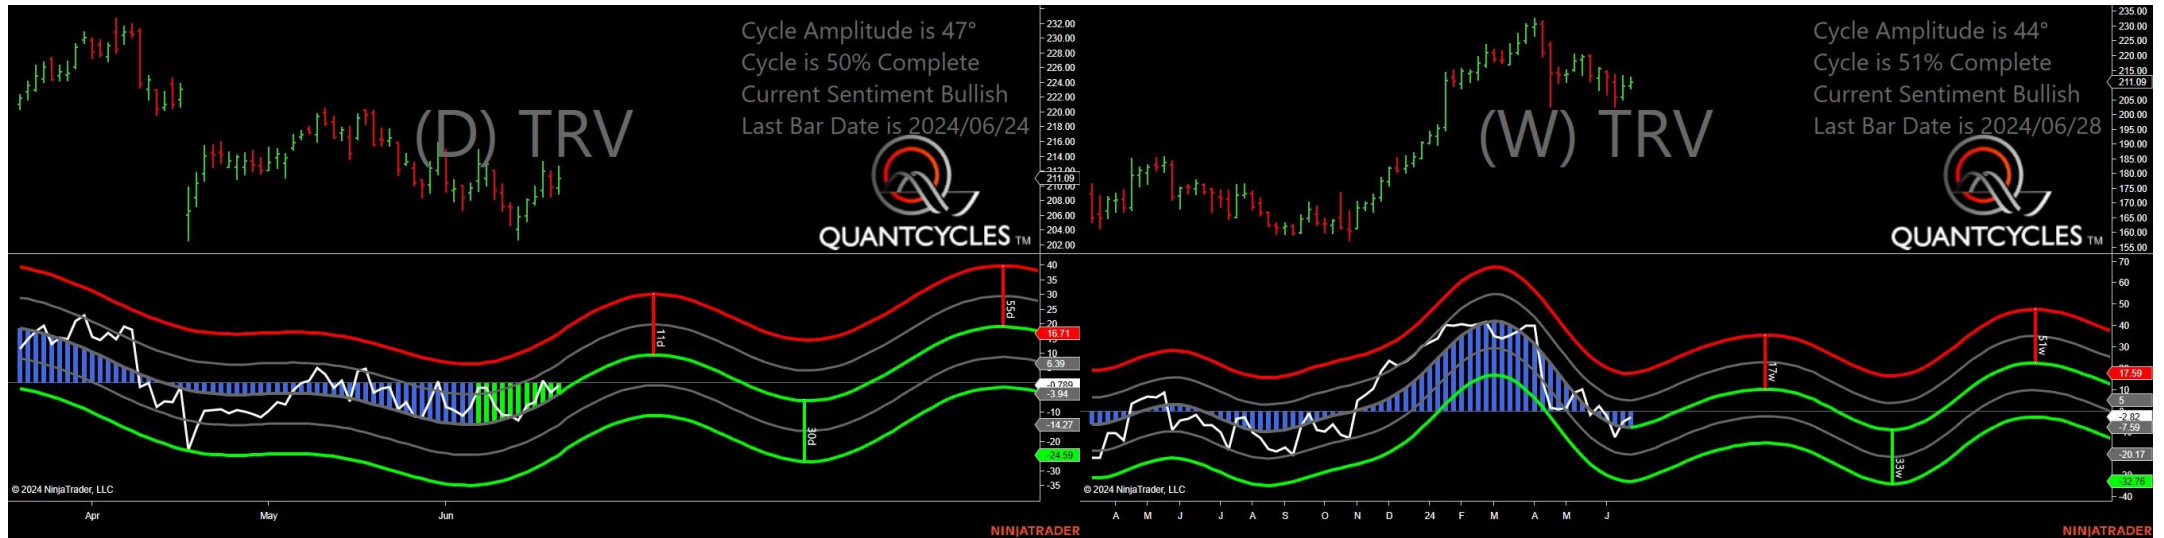 Cycle Amplitude is 47°
Cycle is 50% Complete
Current Sentiment Bullish
Last Bar Date is 2024/06/24
(D) TRV
QUANTCYCLES TM
232.00
230.00
228.00
226.00
224.00
222.00
220.00
218.00
216.00
214.00
211.09
210.00
208.00
206.00
204.00
202.00
40
35
30
25
20
16.71
10
6.39
-0.789
-3.94
-10
-14.27
-20
-24.59
-30
-35
11d
30d
55d
© 2024 NinjaTrader, LLC
Apr May Jun
NINJATRADER
Cycle Amplitude is 44°
Cycle is 51% Complete
Current Sentiment Bullish
Last Bar Date is 2024/06/28
(W) TRV
QUANTCYCLES TM
235.00
230.00
225.00
220.00
215.00
211.09
205.00
200.00
195.00
190.00
185.00
180.00
175.00
170.00
165.00
160.00
155.00
70
60
50
40
30
17.59
10
5
-2.82
-7.59
-20.17
-32.76
-40
17w
33w
51w
© 2024 NinjaTrader, LLC
A M J J A S O N D 24 F M A M J
NINJATRADER